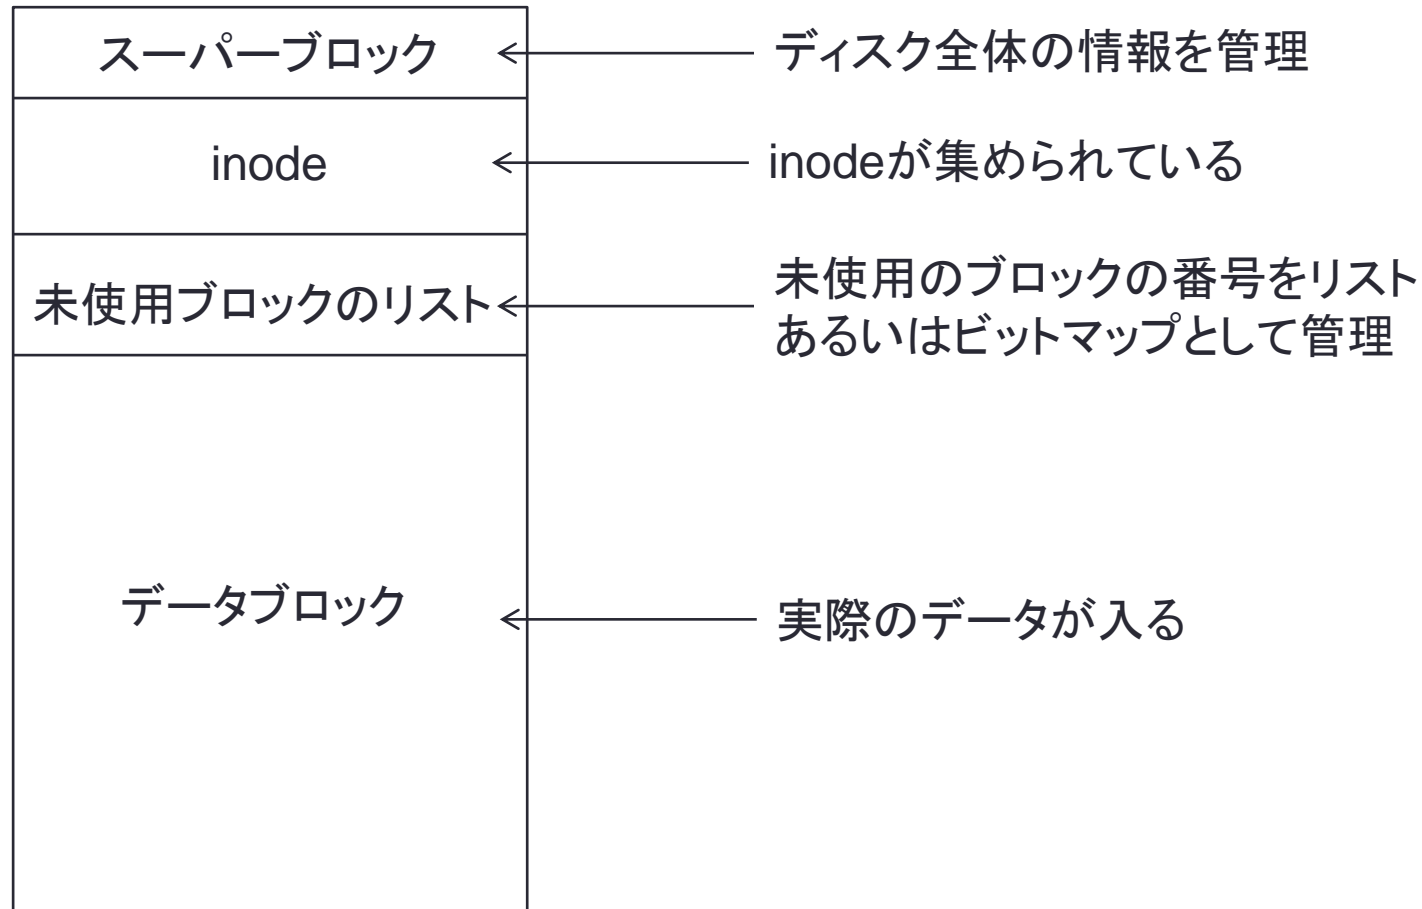 スーパーブロック
ディスク全体の情報を管理
inode
inodeが集められている
未使用ブロックのリスト
未使用のブロックの番号をリスト
あるいはビットマップとして管理
データブロック
実際のデータが入る